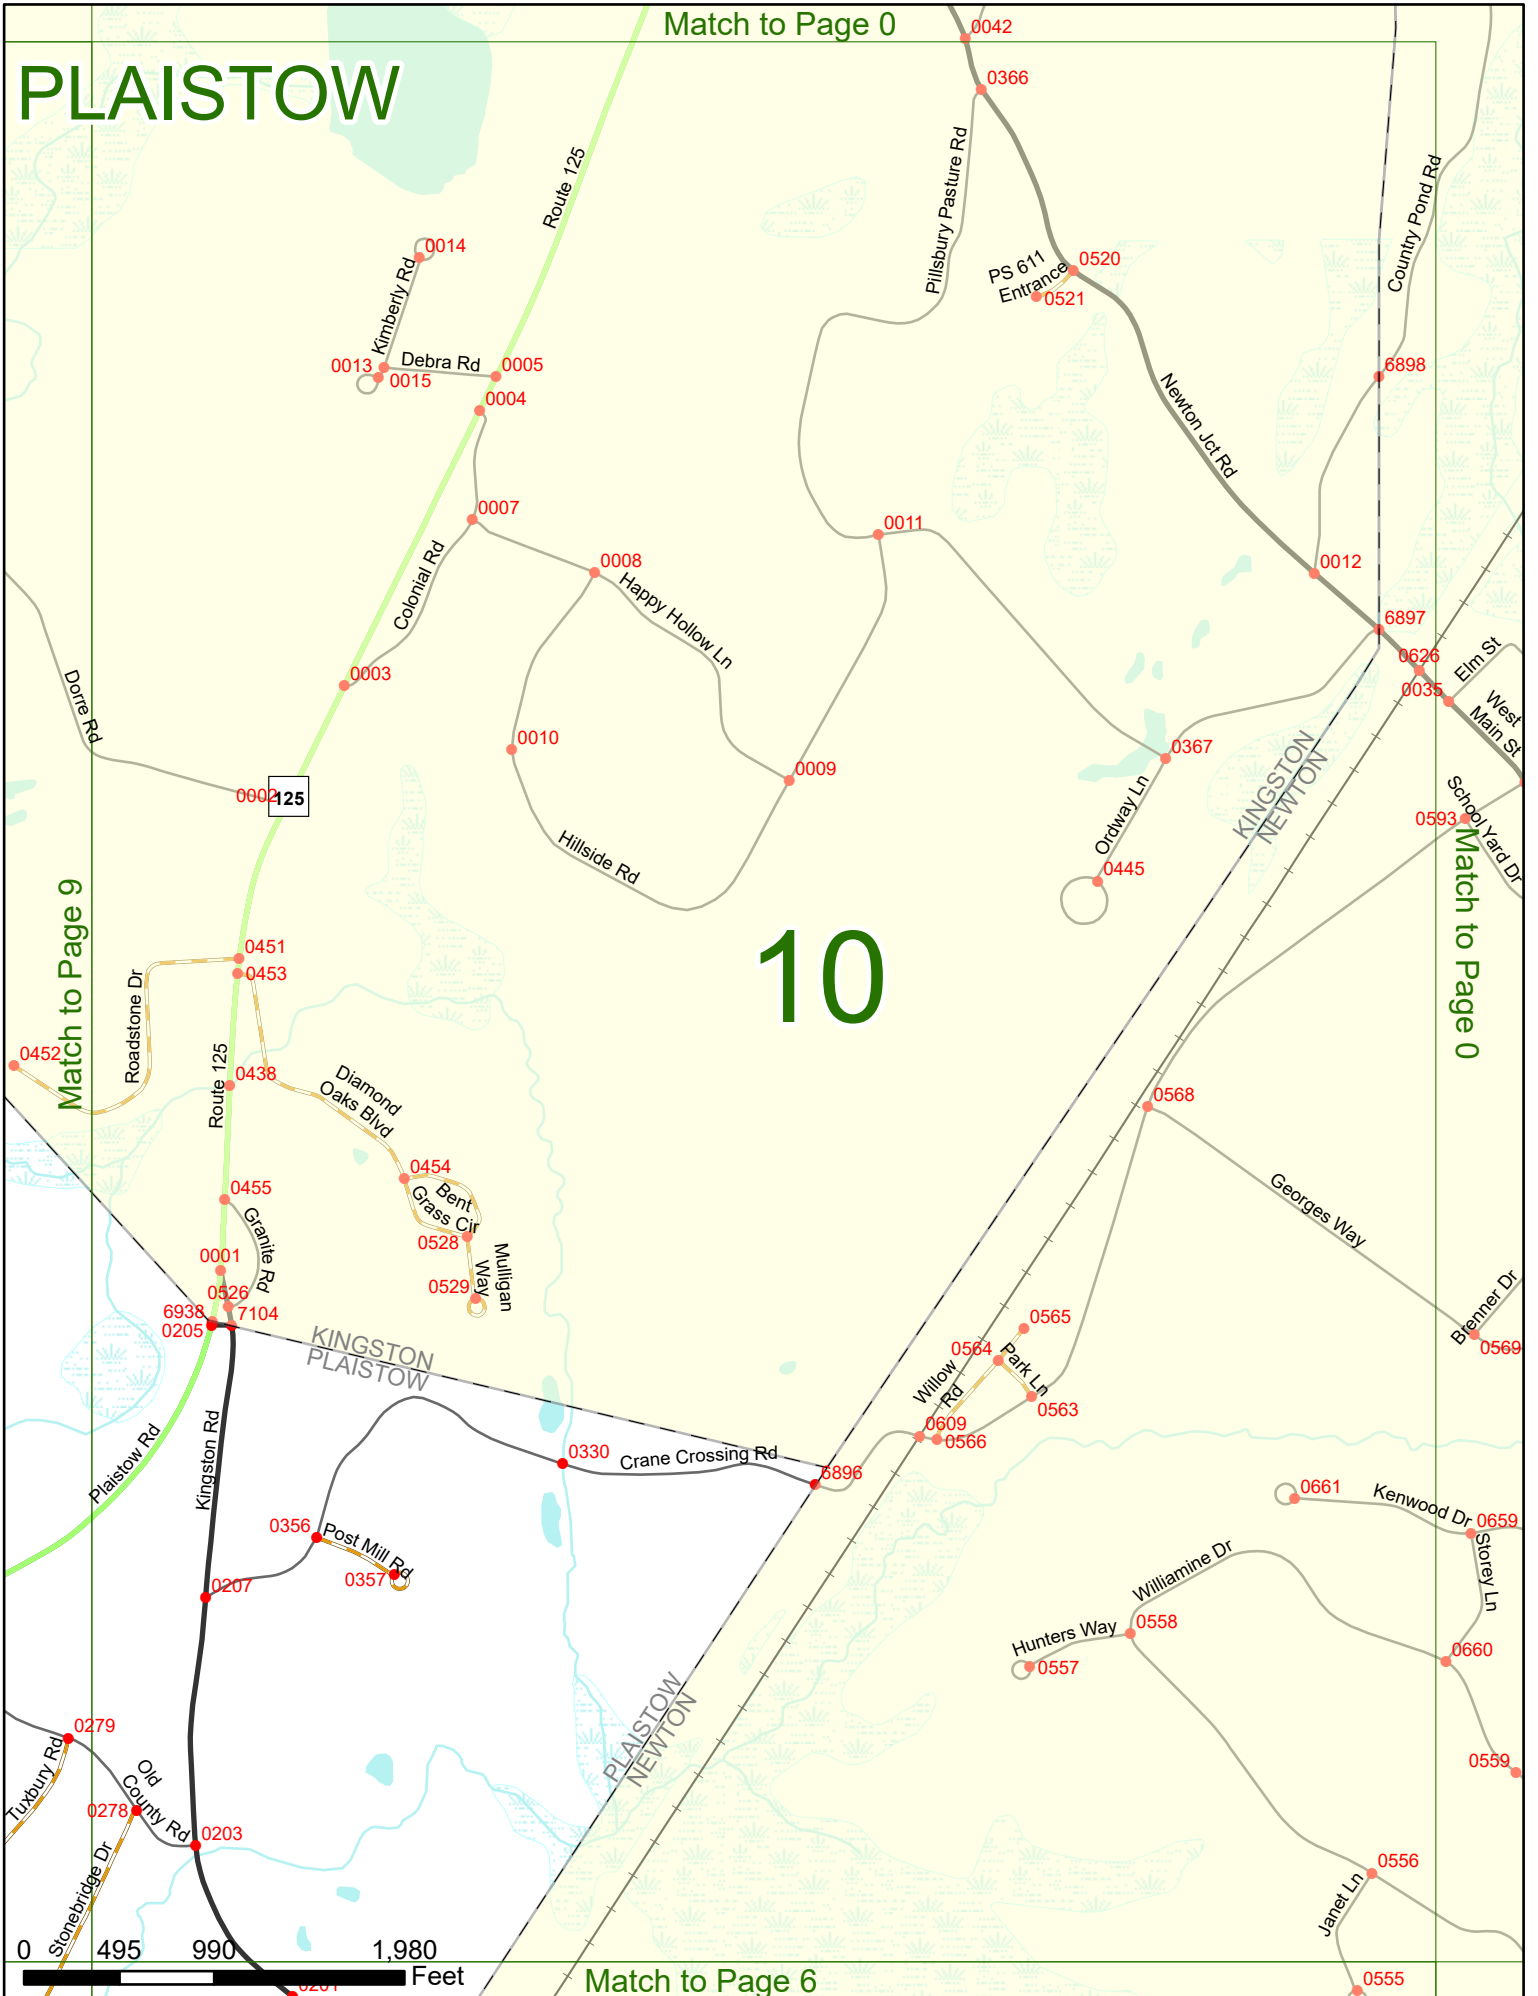 Match to Page 0
PLAISTOW
0042
0366
Route 125
Pillsbury Pasture Rd
Country Pond Rd
0014
Kimberly Rd
PS 611
Entrance
0520
0521
0013
Debra Rd
0005
0015
0004
6898
Newton Jct Rd
0007
0011
0008
0012
Colonial Rd
Happy Hollow Ln
6897
0626
Elm St
0003
0035
West
Main St
Dorre Rd
0010
0367
0009
KINGSTON
NEWTON
0002
125
Ordway Ln
School Yard Dr
0593
Hillside Rd
0445
Match to Page 9
Match to Page 0
10
0451
0453
Roadstone Dr
0452
Route 125
0438
Diamond
Oaks Blvd
0568
0454
Bent
Grass Cir
0455
Granite Rd
Georges Way
0528
Mulligan
Way
0001
0529
0526
6938
7104
0205
Brenner Dr
0569
KINGSTON
PLAISTOW
0565
0564
Park Ln
Willow
Rd
0563
0609
0566
Plaistow Rd
Kingston Rd
0330
Crane Crossing Rd
6896
0661
Kenwood Dr
0659
0356
Post Mill Rd
0357
Storey Ln
Williamine Dr
0207
0558
Hunters Way
0557
0660
PLAISTOW
NEWTON
0279
Tuxbury Rd
Old
County Rd
0559
0278
0203
0556
Stonebridge Dr
Janet Ln
0 495 990 1,980
Feet
0201
Match to Page 6
0555